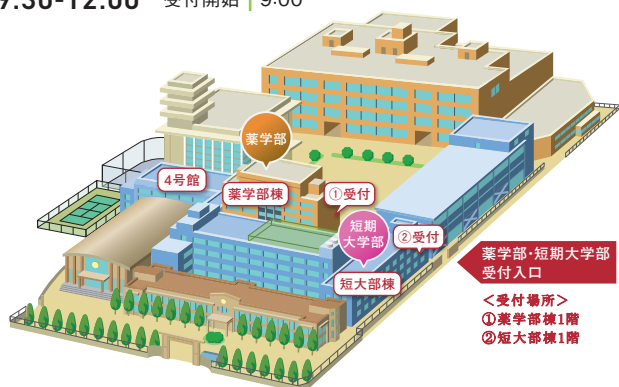 9:30-12:00 受付開始 | 9:00
薬学部
4号館
薬学部棟
①受付
短期
大学部
②受付
短大部棟
薬学部・短期大学部
受付入口
＜受付場所＞
①薬学部棟1階
②短大部棟1階